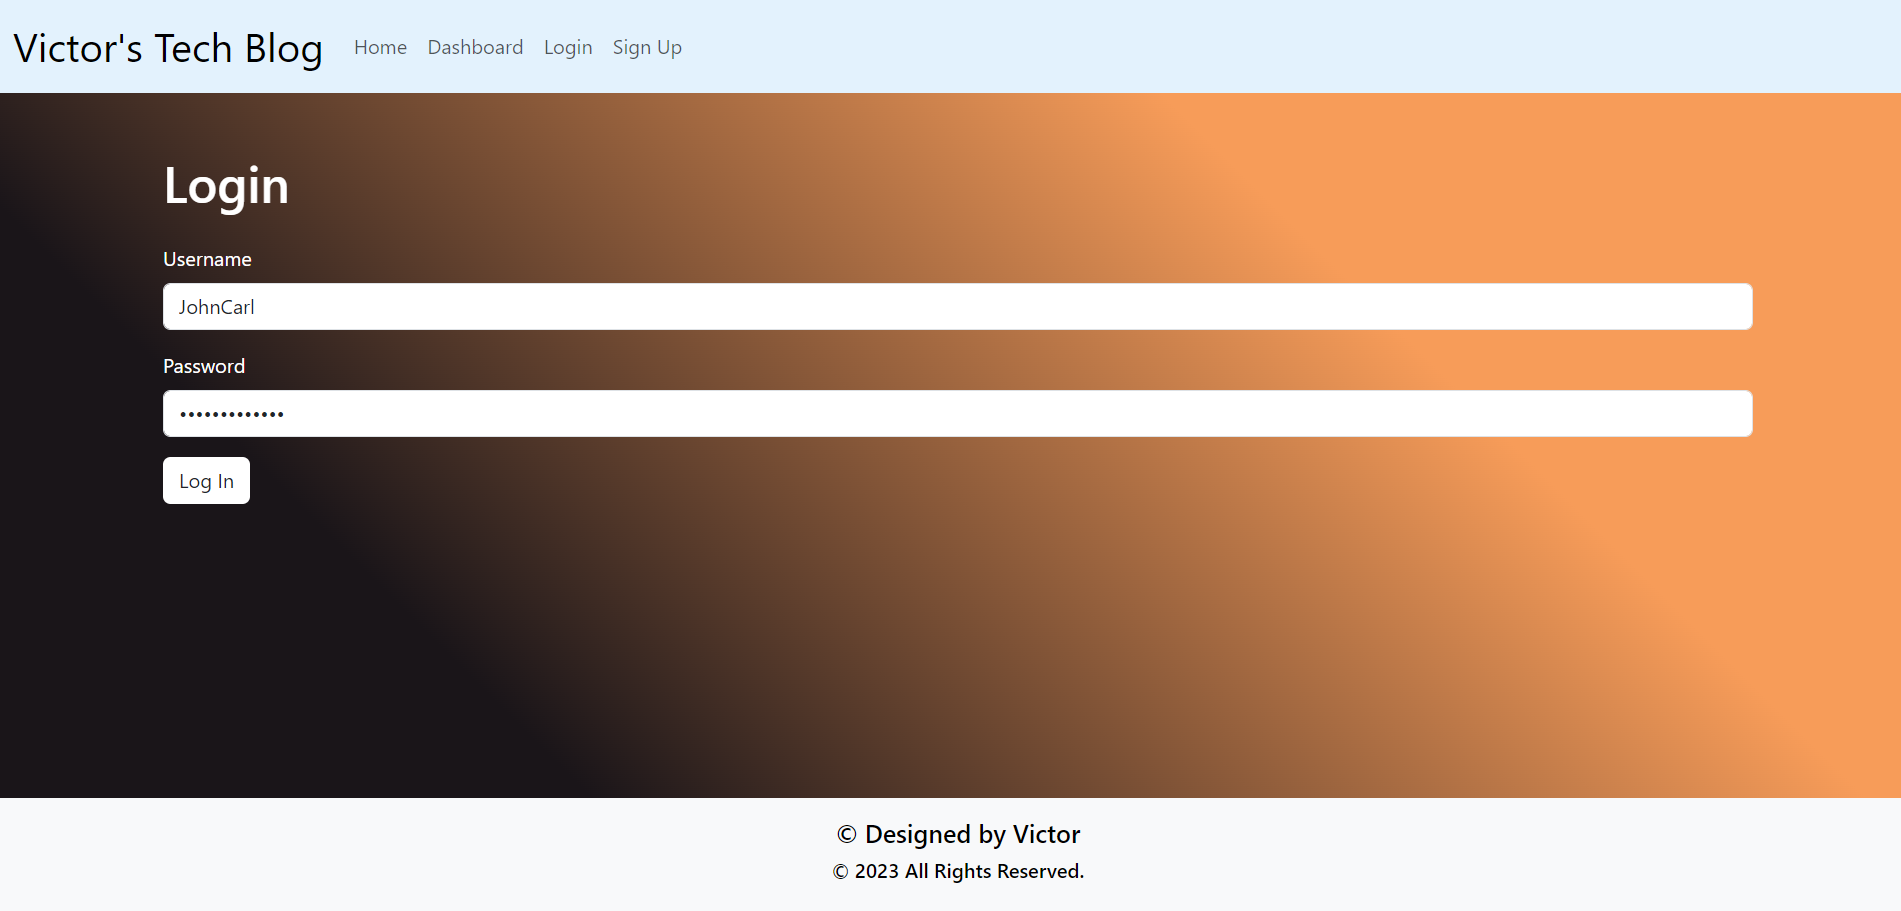 Victor's Tech Blog Home Dashboard Login Sign Up
Login
Username
JohnCarl
Password
•••••••••••••
Log In
© Designed by Victor
© 2023 All Rights Reserved.